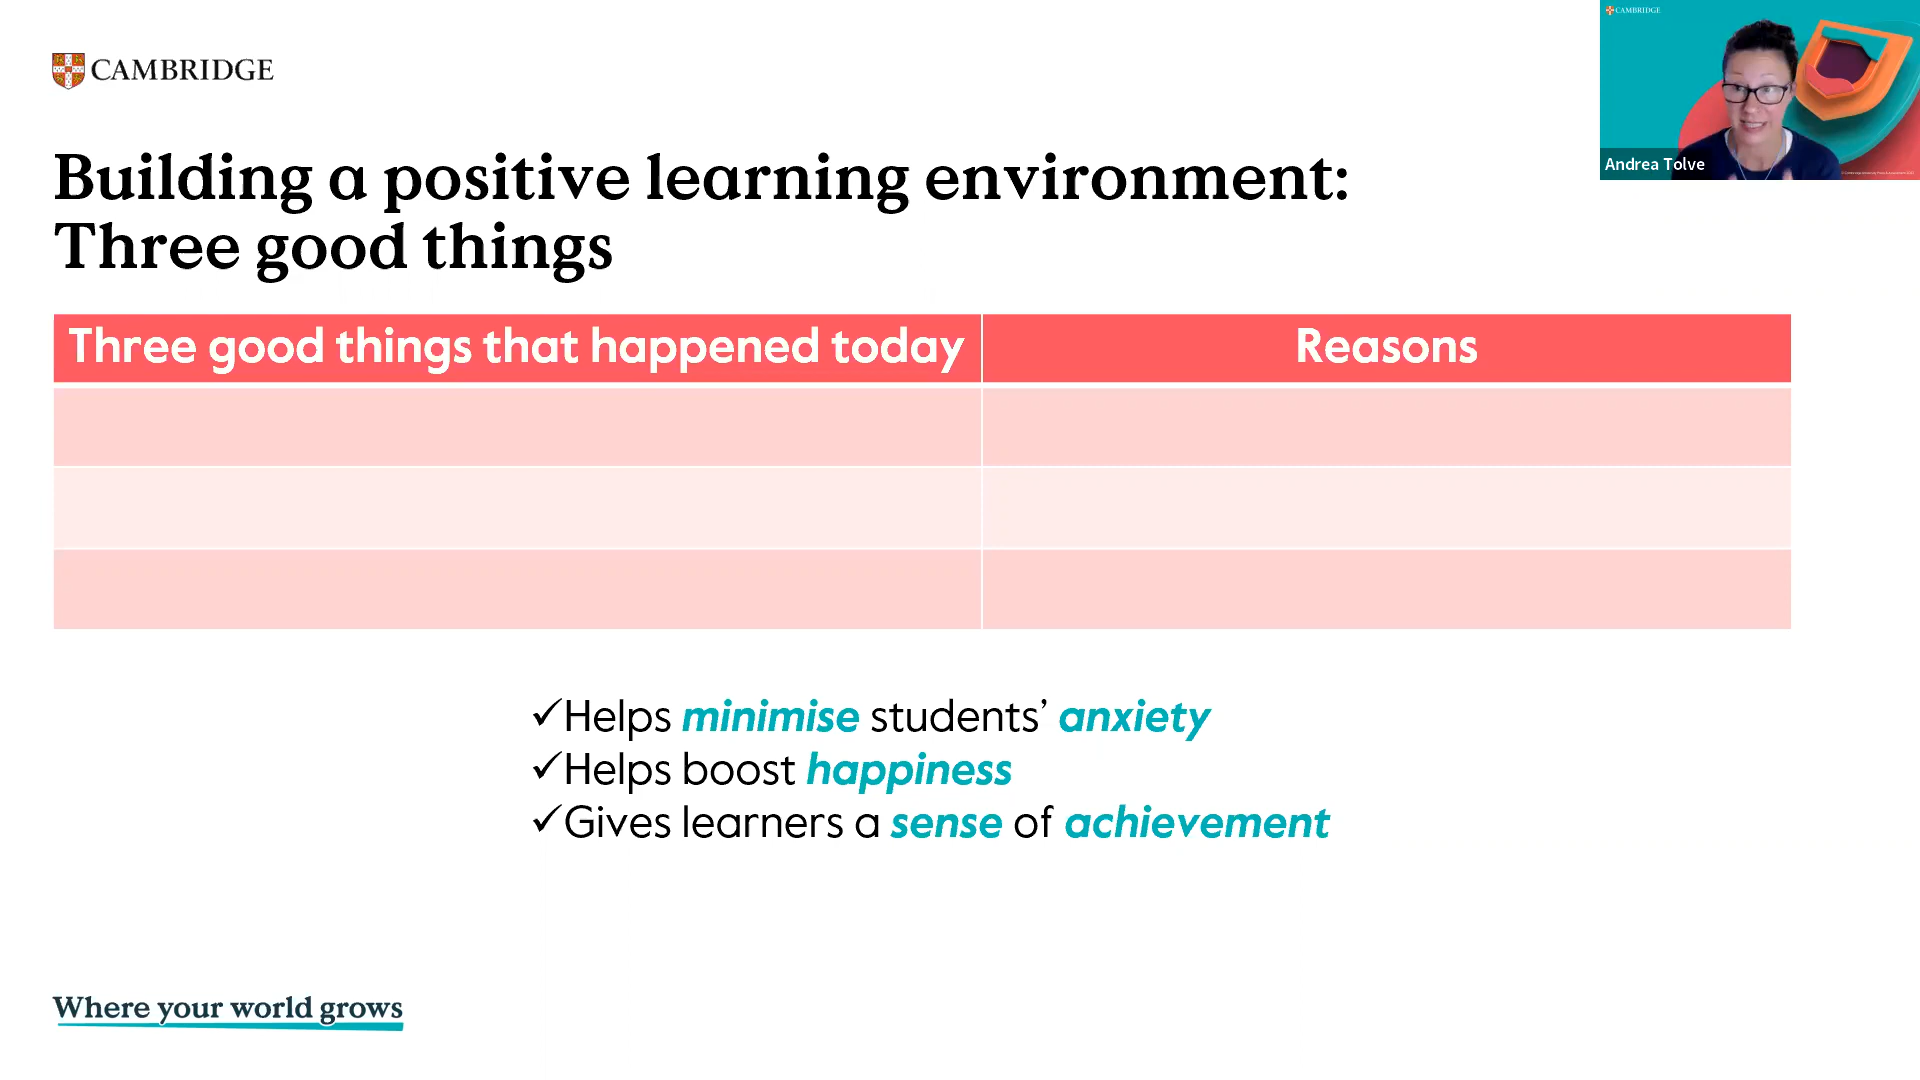 CAMBRIDGE
CAMBRIDGE
Andrea Tolve
Building a positive learning environment:
Three good things
Three good things that happened today
Reasons
✓Helps minimise students’ anxiety
✓Helps boost happiness
✓Gives learners a sense of achievement
Where your world grows